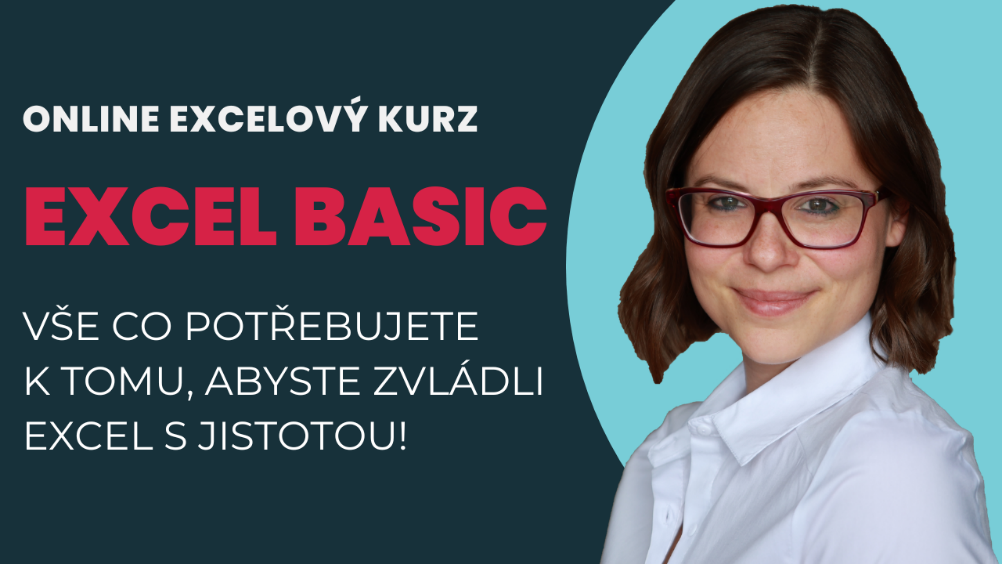 ONLINE EXCELOVÝ KURZ
EXCEL BASIC
VŠE CO POTŘEBUJETE
K TOMU, ABYSTE ZVLÁDLI
EXCEL S JISTOTOU!